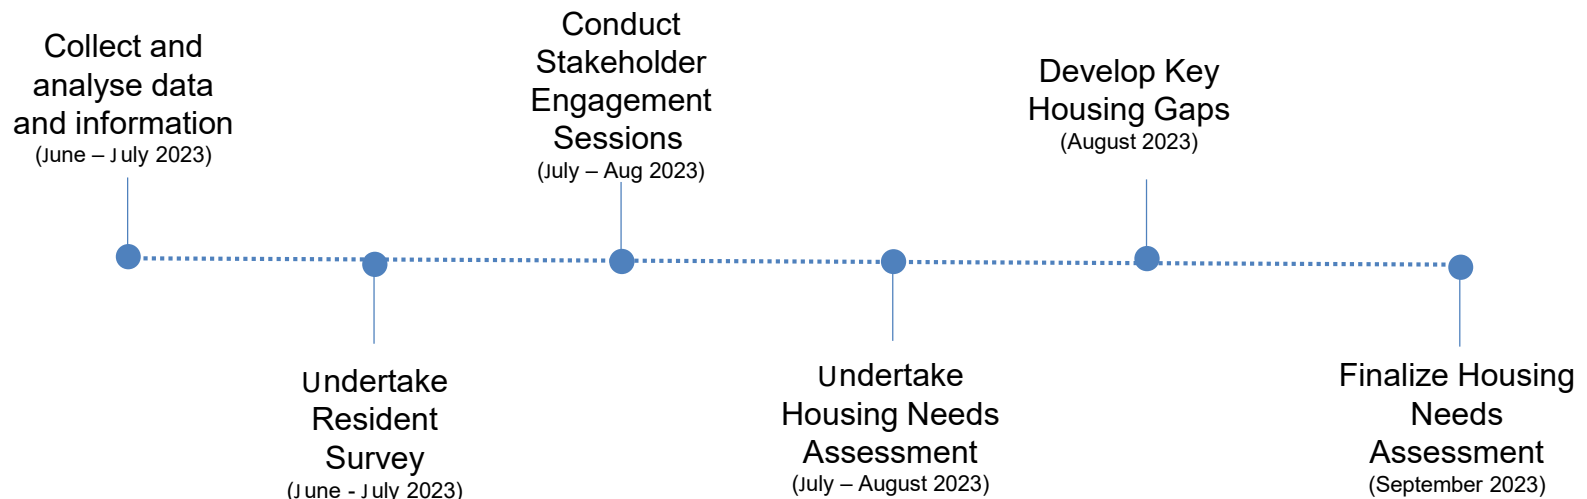 Collect and
analyse data
and information
(June – July 2023)
Undertake
Resident
Survey
(June - July 2023)
Conduct
Stakeholder
Engagement
Sessions
(July – Aug 2023)
Undertake
Housing Needs
Assessment
(July – August 2023)
Develop Key
Housing Gaps
(August 2023)
Finalize Housing
Needs
Assessment
(September 2023)